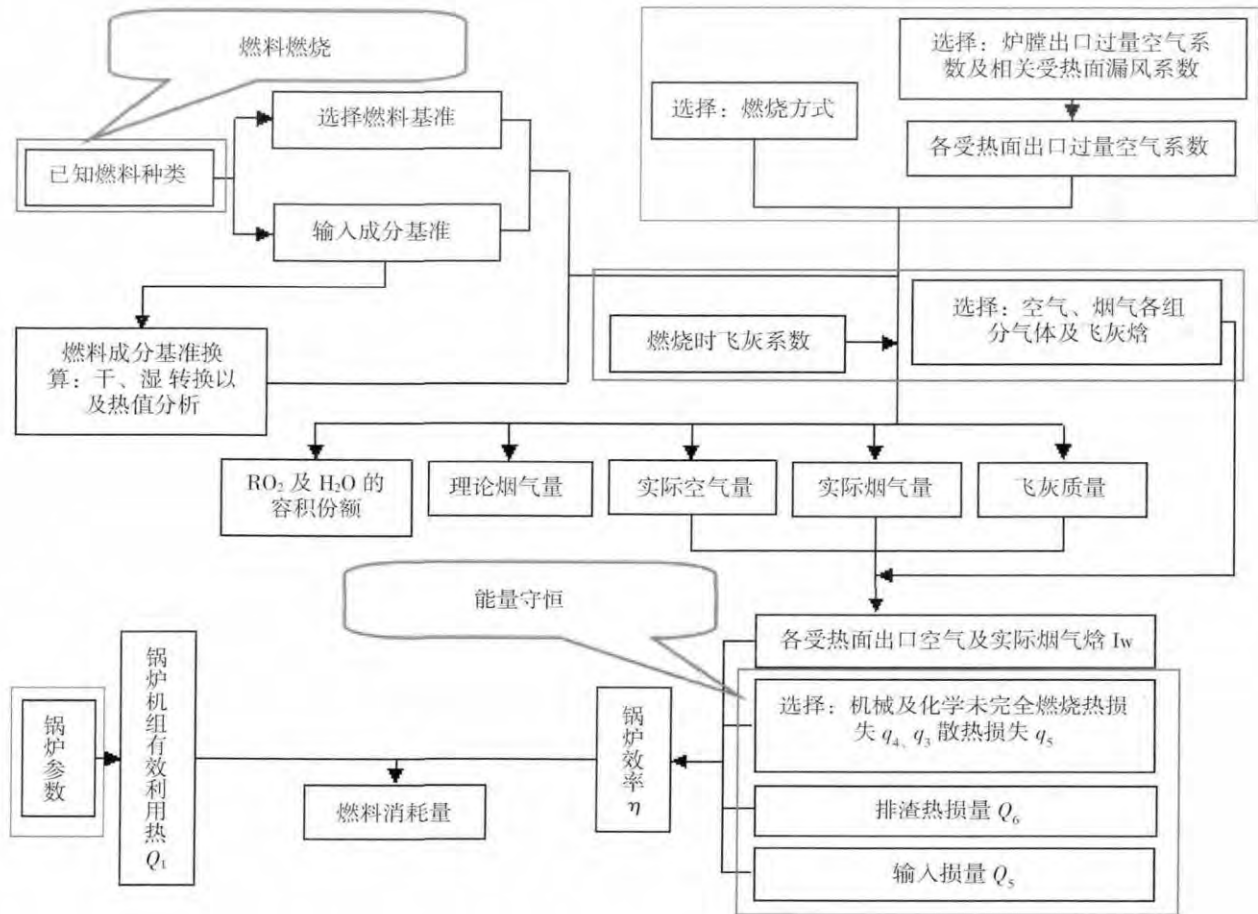 燃料燃烧
选择：炉膛出口过量空气系
数及相关受热面漏风系数
选择燃料基准
选择：燃烧方式
各受热面出口过量空气系数
已知燃料种类
输入成分基准
选择：空气、烟气各组
分气体及飞灰焓
燃烧时飞灰系数
燃料成分基准换
算：干、湿 转换以
及热值分析
RO₂ 及 H₂O 的
容积份额
理论烟气量
实际空气量
实际烟气量
飞灰质量
能量守恒
各受热面出口空气及实际烟气焓 Iw
锅炉参数
锅炉机组有效利用热 Q₁
锅炉效率 η
选择：机械及化学未完全燃烧热损
失 q₄、q₃ 散热损失 q₅
燃料消耗量
排渣热损量 Q₆
输入损量 Q₅